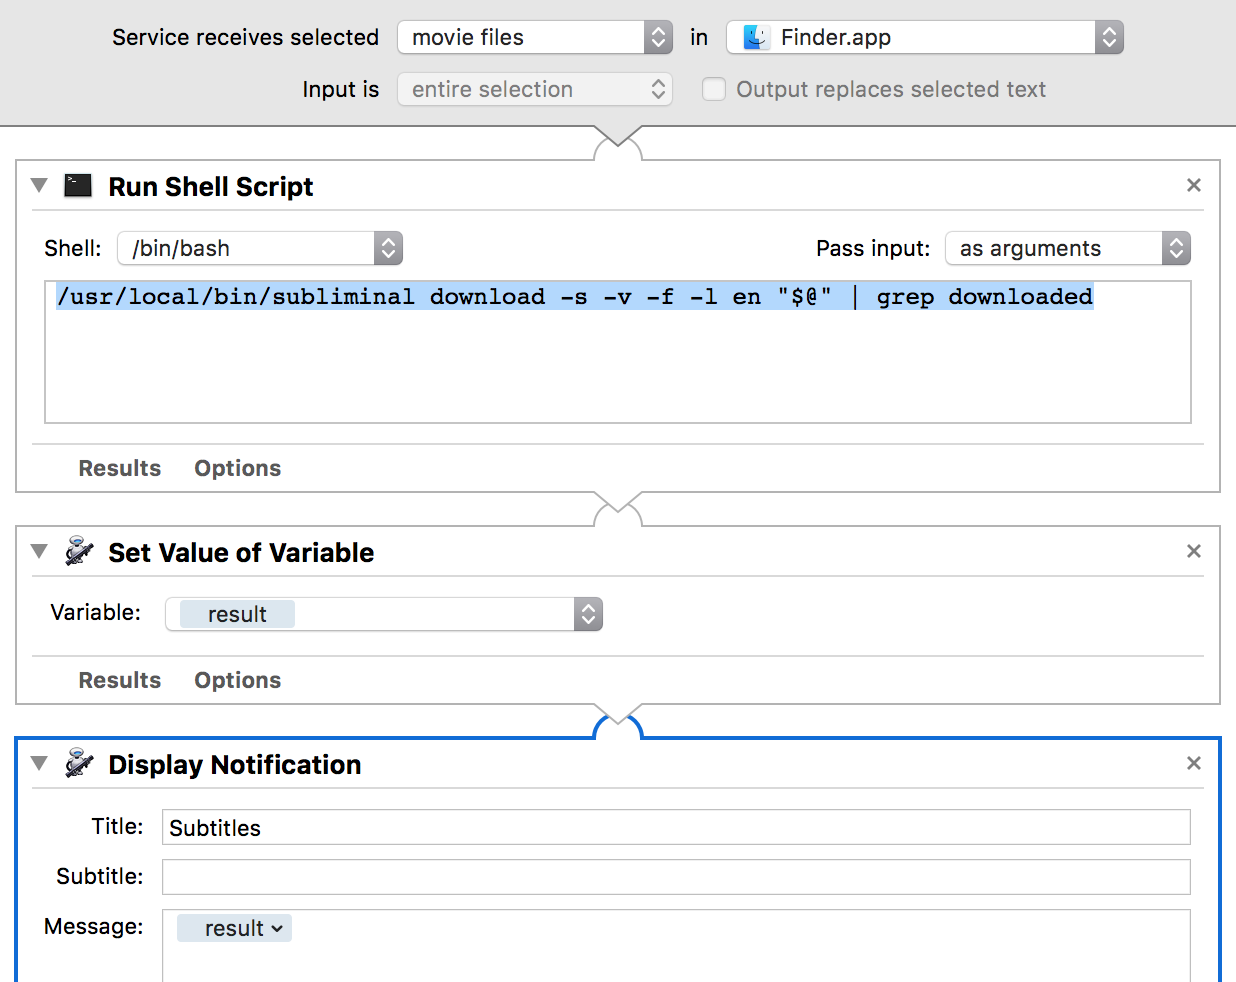 Service receives selected movie files in Finder.app
Input is entire selection Output replaces selected text
Run Shell Script
Shell: /bin/bash Pass input: as arguments
/usr/local/bin/subliminal download -s -v -f -l en "$@" | grep downloaded
Results Options
Set Value of Variable
Variable: result
Results Options
Display Notification
Title: Subtitles
Subtitle:
Message: result